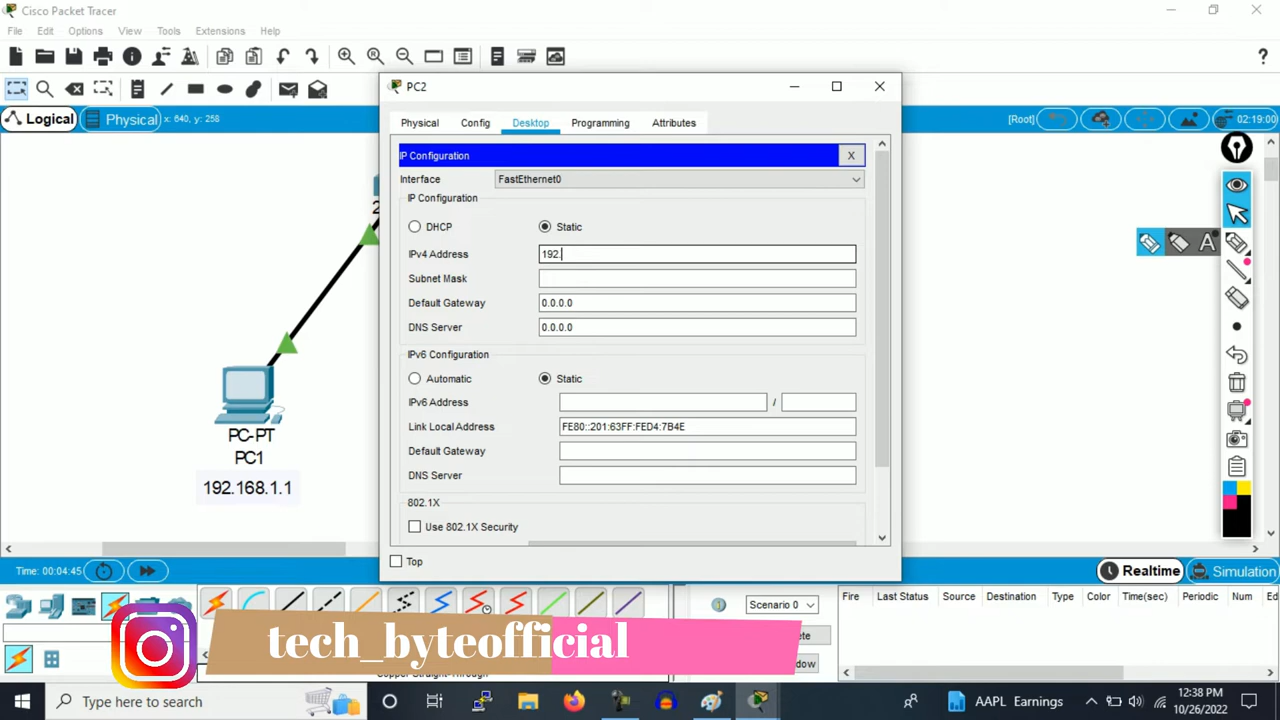 Cisco Packet Tracer
File Edit Options View Tools Extensions Help
Logical
Physical
x: 640, y: 258
[Root]
02:19:00
PC2
Physical Config Desktop Programming Attributes
IP Configuration
X
Interface
FastEthernet0
IP Configuration
DHCP
Static
IPv4 Address
192.
Subnet Mask
Default Gateway
0.0.0.0
DNS Server
0.0.0.0
IPv6 Configuration
Automatic
Static
IPv6 Address
/
Link Local Address
FE80::201:63FF:FED4:7B4E
Default Gateway
DNS Server
802.1X
Use 802.1X Security
Top
2
PC-PT
PC1
192.168.1.1
A
Time: 00:04:45
Realtime
Simulation
Scenario 0
Fire Last Status Source Destination Type Color Time(sec) Periodic Num Ed
tech_byteofficial
Copper Straight-Through
Type here to search
AAPL Earnings
12:38 PM
10/26/2022